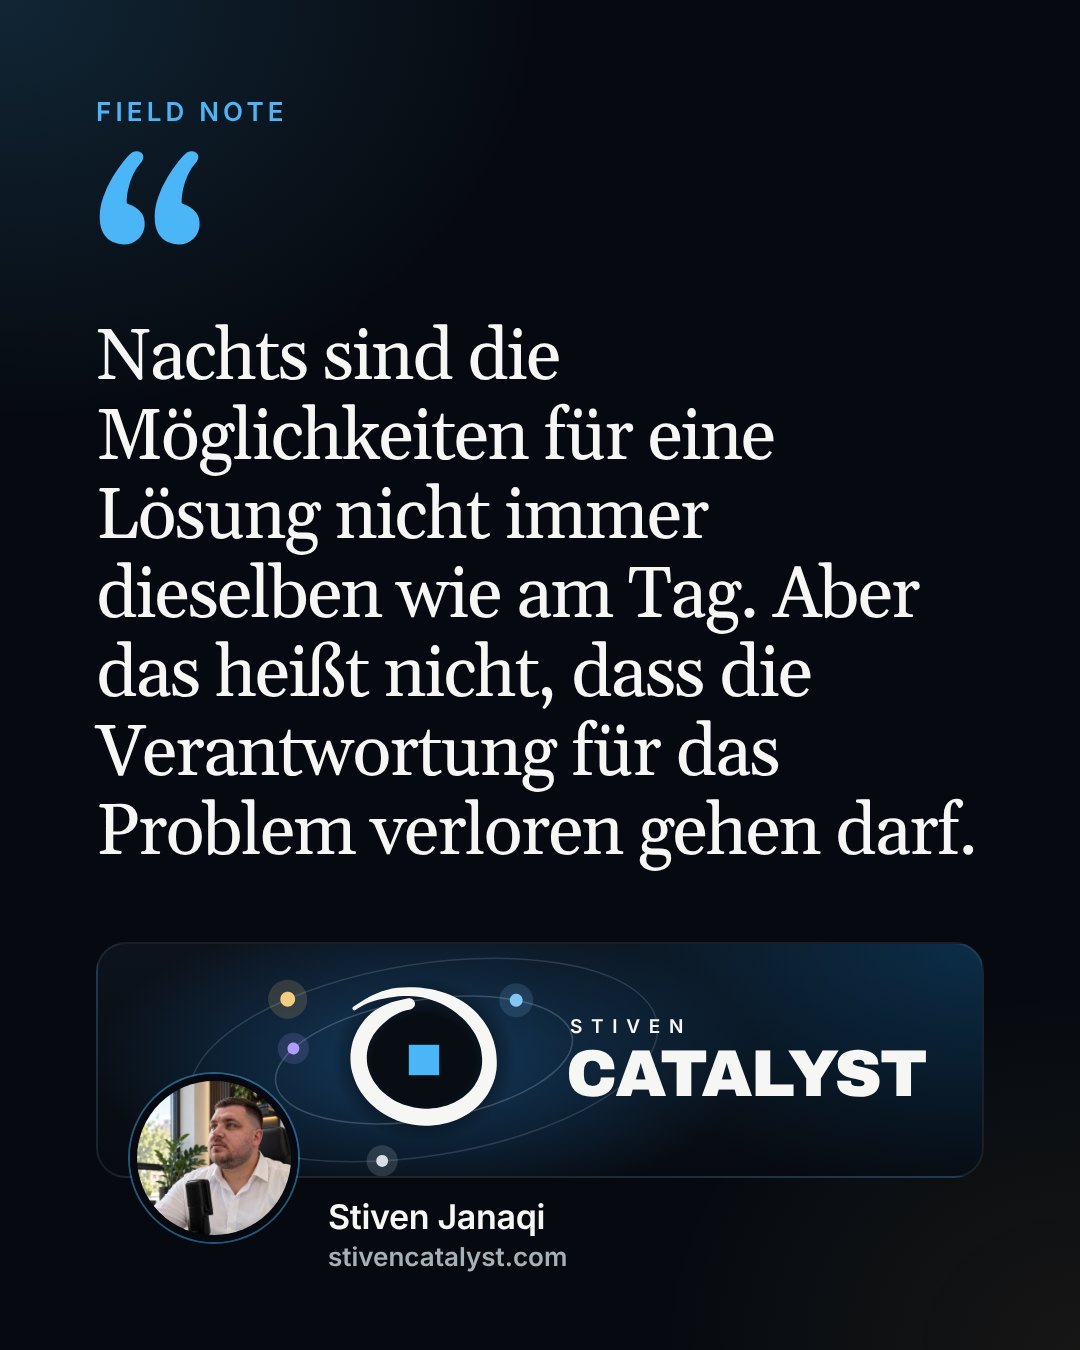 FIELD NOTE
“
Nachts sind die
Möglichkeiten für eine
Lösung nicht immer
dieselben wie am Tag. Aber
das heißt nicht, dass die
Verantwortung für das
Problem verloren gehen darf.
STIVEN
CATALYST
Stiven Janaqi
stivencatalyst.com